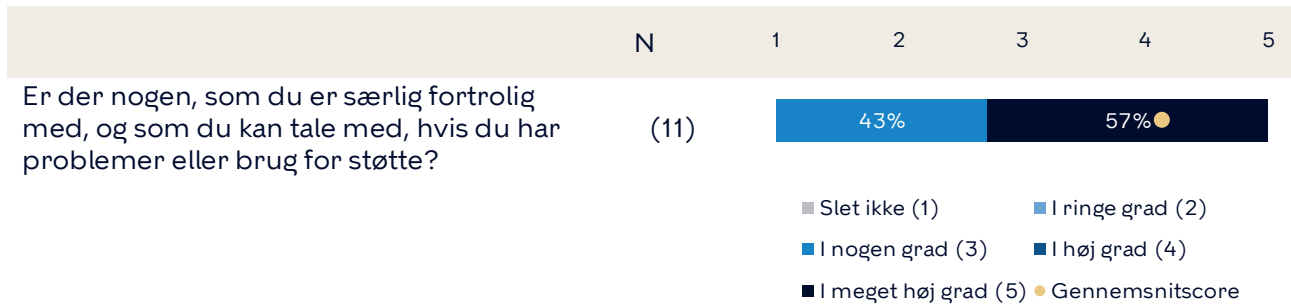 N 1 2 3 4 5
Er der nogen, som du er særlig fortrolig
med, og som du kan tale med, hvis du har
problemer eller brug for støtte?
(11)
43% 57%
Slet ikke (1) I ringe grad (2)
I nogen grad (3) I høj grad (4)
I meget høj grad (5) Gennemsnitscore